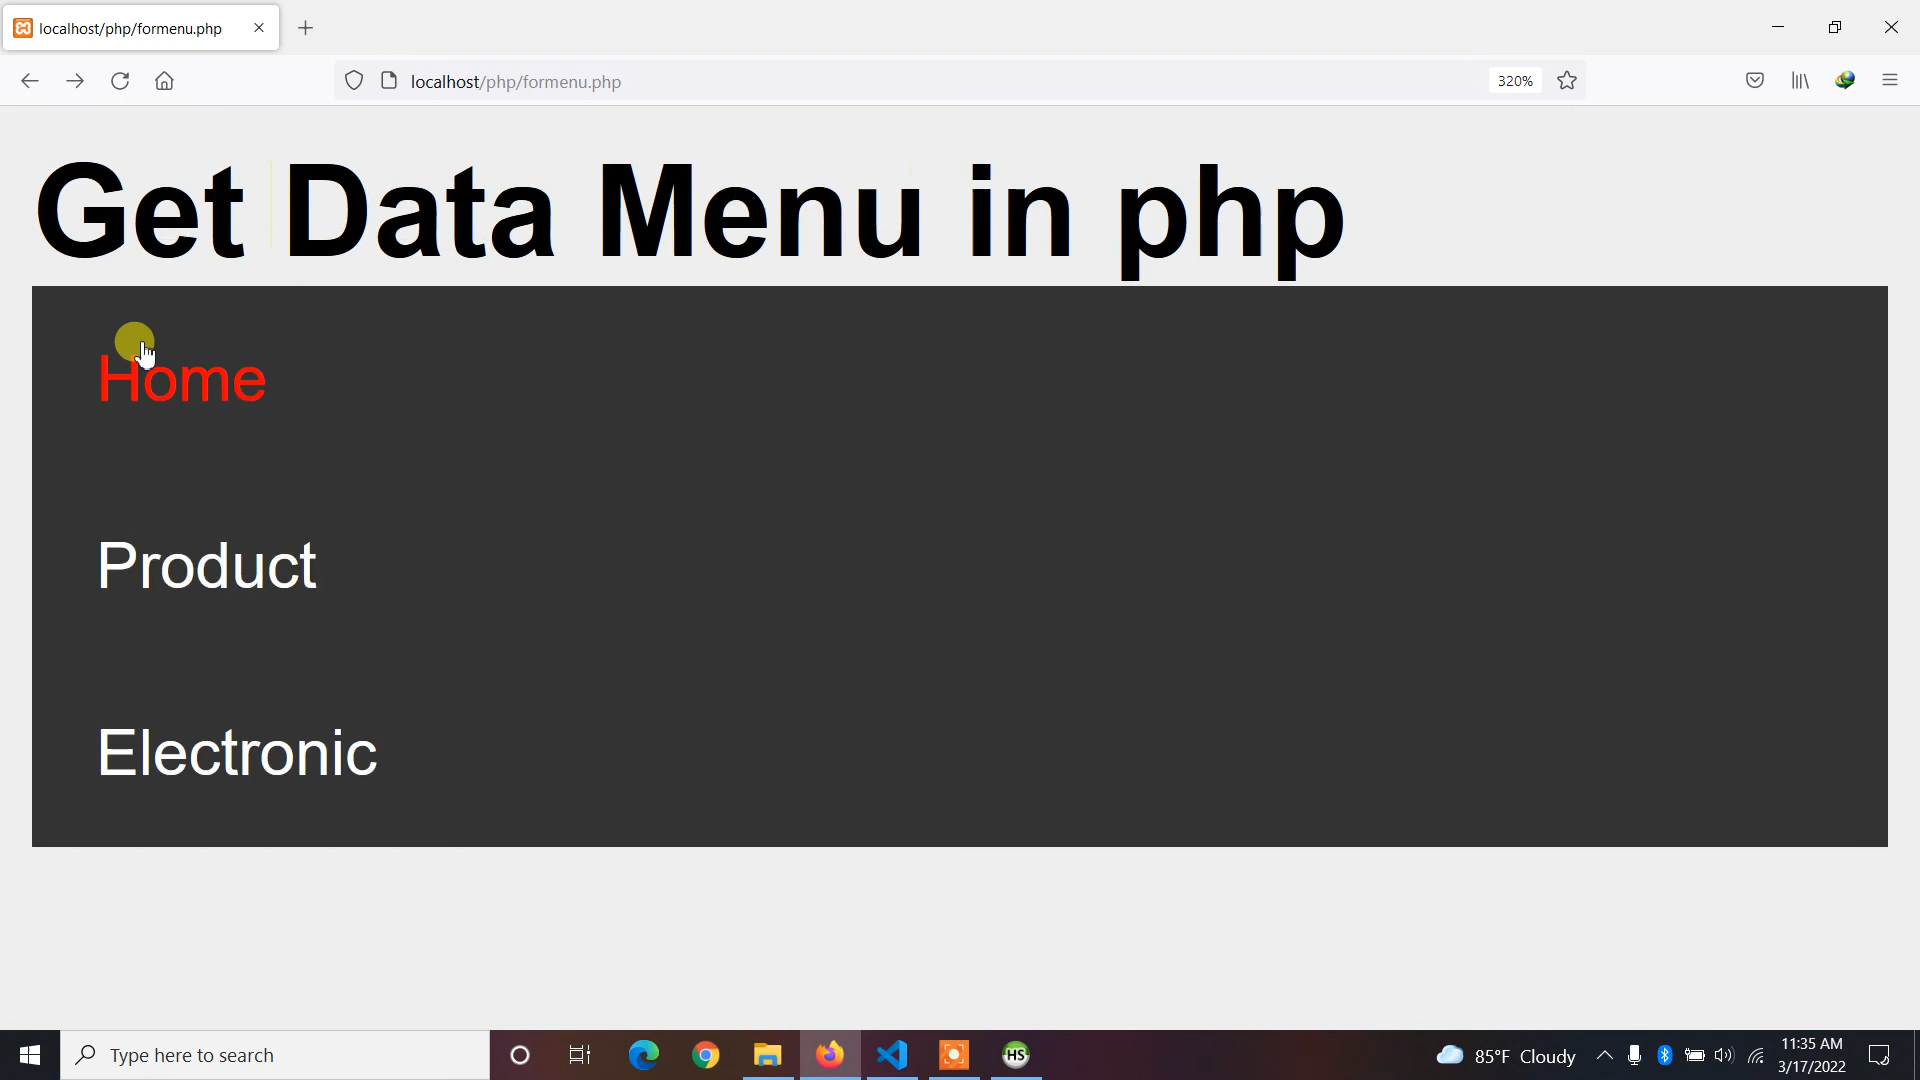 localhost/php/formenu.php
localhost/php/formenu.php
320%
Get Data Menu in php
Home
Product
Electronic
Type here to search
HS
85°F Cloudy
11:35 AM
3/17/2022